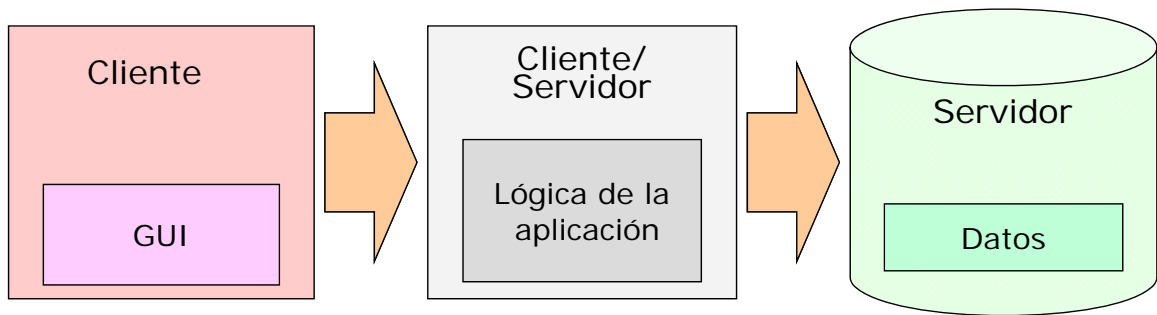 Cliente
GUI
Cliente/
Servidor
Lógica de la
aplicación
Servidor
Datos